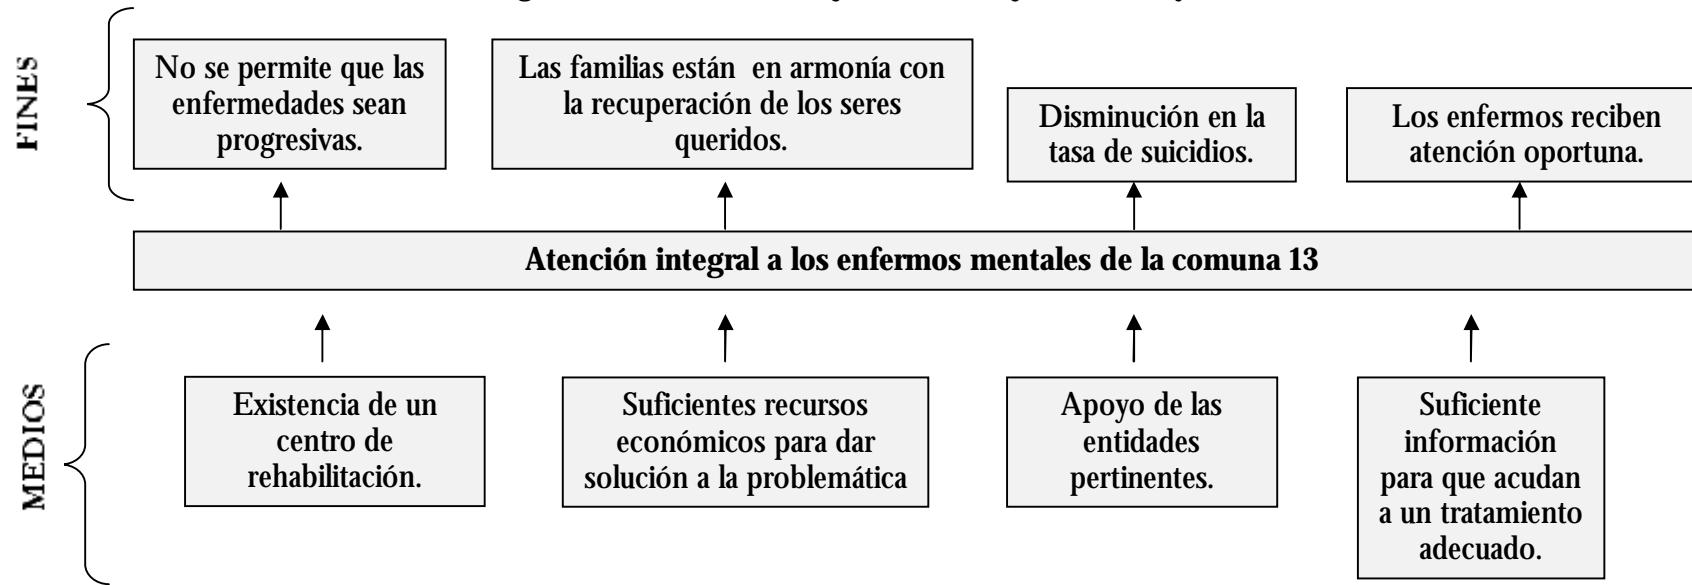 FINES
No se permite que las
enfermedades sean
progresivas.
Las familias están en armonía con
la recuperación de los seres
queridos.
Disminución en la
tasa de suicidios.
Los enfermos reciben
atención oportuna.
Atención integral a los enfermos mentales de la comuna 13
MEDIOS
Existencia de un
centro de
rehabilitación.
Suficientes recursos
económicos para dar
solución a la problemática
Apoyo de las
entidades
pertinentes.
Suficiente
información
para que acudan
a un tratamiento
adecuado.